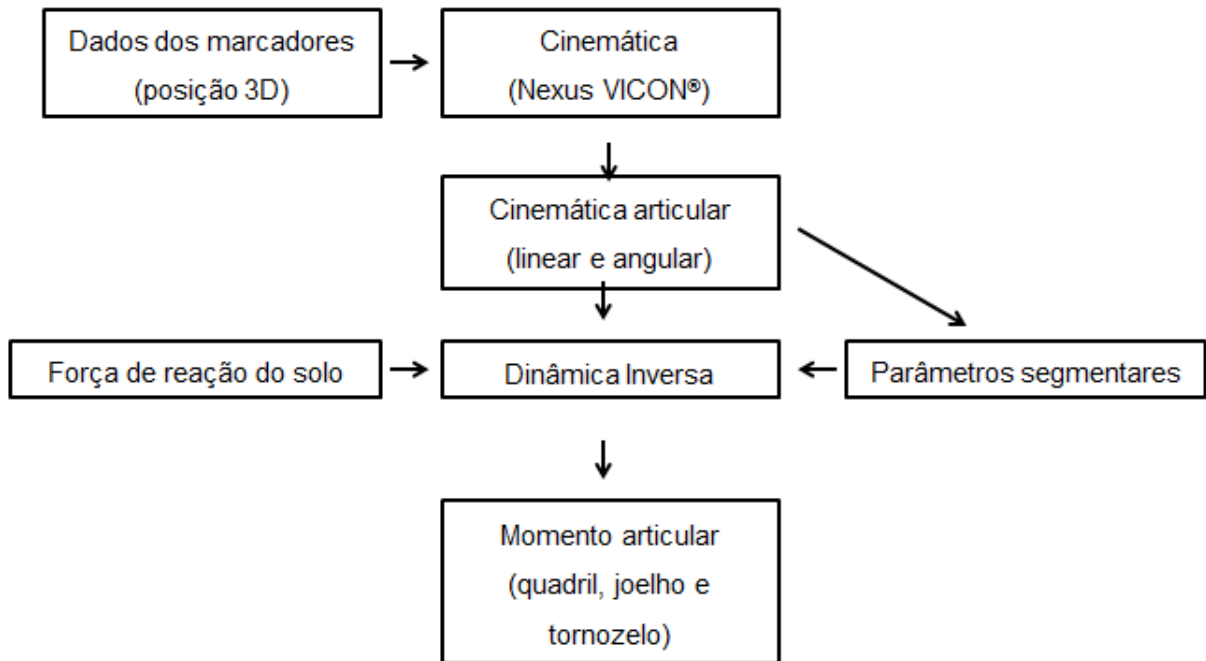 Dados dos marcadores
(posição 3D)
Cinemática
(Nexus VICON®)
Cinemática articular
(linear e angular)
Força de reação do solo
Dinâmica Inversa
Parâmetros segmentares
Momento articular
(quadril, joelho e
tornozelo)